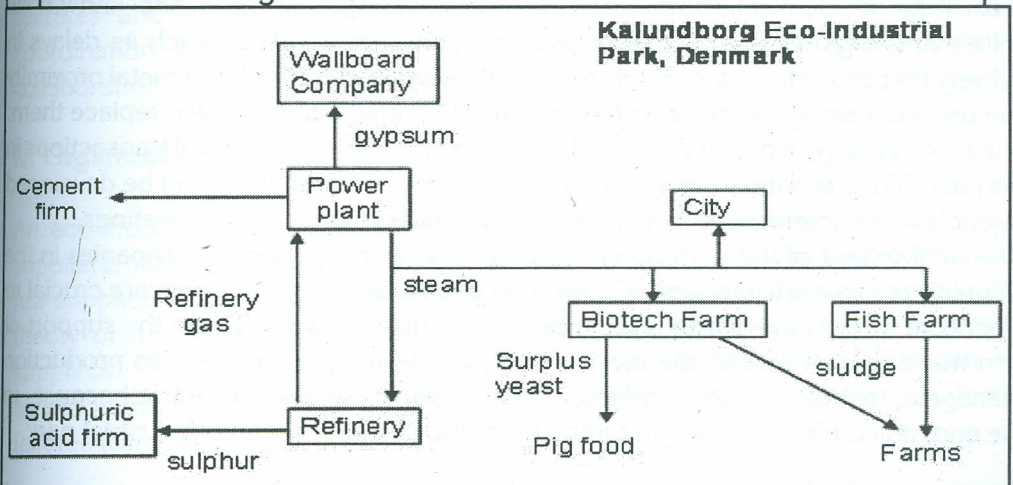 Kalundborg Eco-Industrial
Park, Denmark
Wallboard
Company
gypsum
Cement
firm
Power
plant
City
steam
Refinery
gas
Biotech Farm
Fish Farm
Surplus
yeast
sludge
Sulphuric
acid firm
Refinery
sulphur
Pig food
Farms